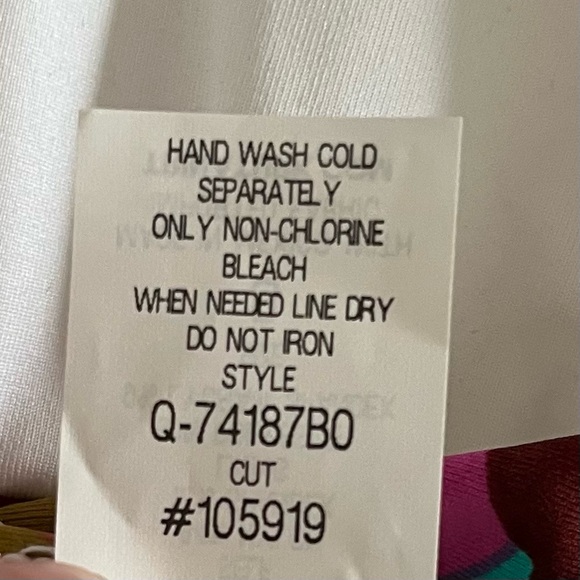 HAND WASH COLD
SEPARATELY
ONLY NON-CHLORINE
BLEACH
WHEN NEEDED LINE DRY
DO NOT IRON
STYLE
Q-74187B0
CUT
#105919